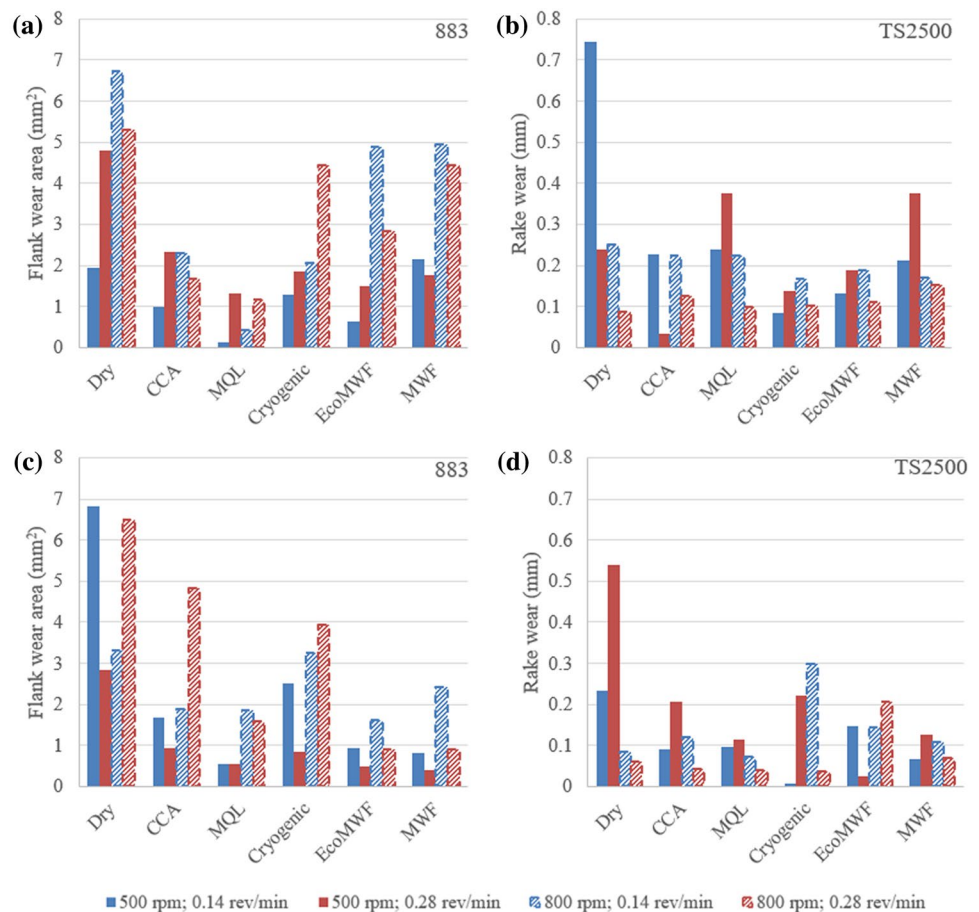 (a)
883
Flank wear area (mm²)
8
7
6
5
4
3
2
1
0
Dry
CCA
MQL
Cryogenic
EcoMWF
MWF
(b)
TS2500
Rake wear (mm)
0.8
0.7
0.6
0.5
0.4
0.3
0.2
0.1
0
Dry
CCA
MQL
Cryogenic
EcoMWF
MWF
(c)
883
Flank wear area (mm²)
8
7
6
5
4
3
2
1
0
Dry
CCA
MQL
Cryogenic
EcoMWF
MWF
(d)
TS2500
Rake wear (mm)
0.8
0.7
0.6
0.5
0.4
0.3
0.2
0.1
0
Dry
CCA
MQL
Cryogenic
EcoMWF
MWF
500 rpm; 0.14 rev/min 500 rpm; 0.28 rev/min 800 rpm; 0.14 rev/min 800 rpm; 0.28 rev/min